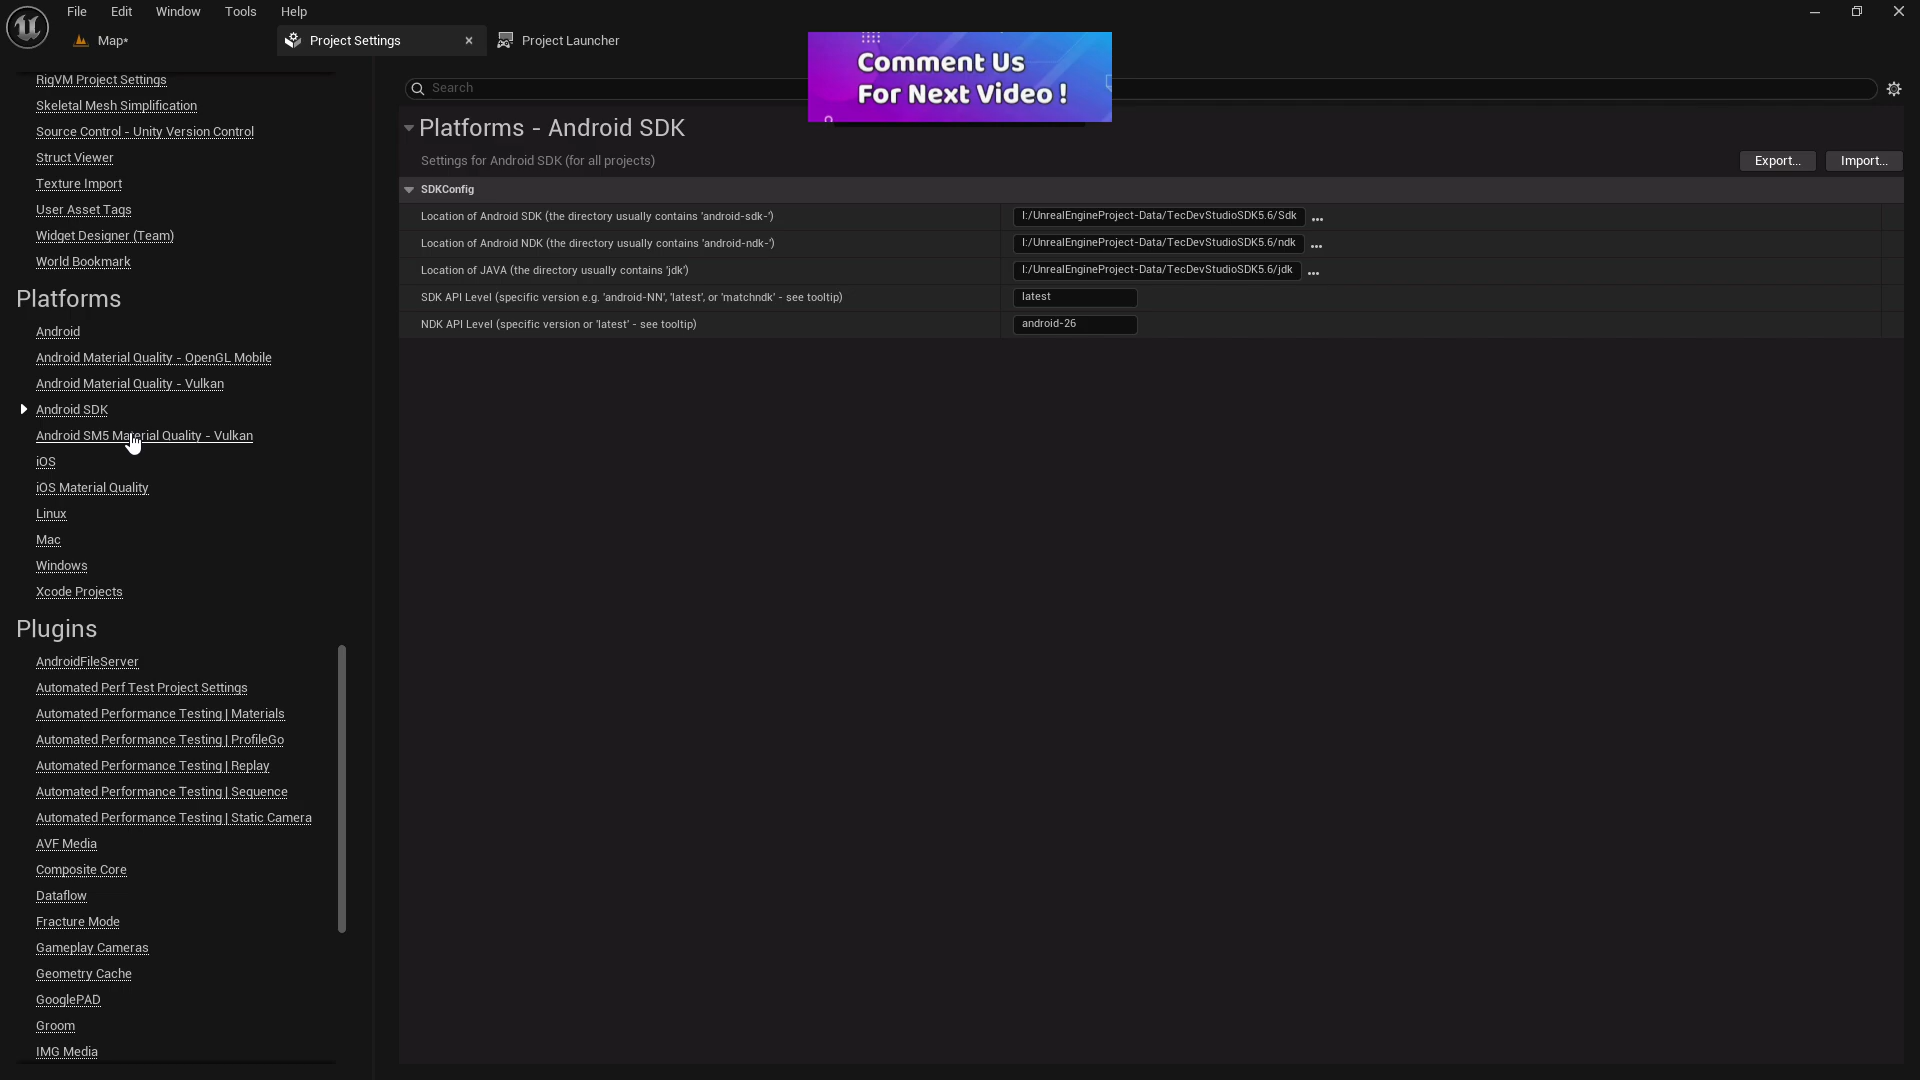 File Edit Window Tools Help
Map*
Project Settings
Project Launcher
Comment Us
For Next Video !
RigVM Project Settings
Skeletal Mesh Simplification
Source Control - Unity Version Control
Struct Viewer
Texture Import
User Asset Tags
Widget Designer (Team)
World Bookmark
Platforms
Android
Android Material Quality - OpenGL Mobile
Android Material Quality - Vulkan
Android SDK
Android SM5 Material Quality - Vulkan
iOS
iOS Material Quality
Linux
Mac
Windows
Xcode Projects
Plugins
AndroidFileServer
Automated Perf Test Project Settings
Automated Performance Testing | Materials
Automated Performance Testing | ProfileGo
Automated Performance Testing | Replay
Automated Performance Testing | Sequence
Automated Performance Testing | Static Camera
AVF Media
Composite Core
Dataflow
Fracture Mode
Gameplay Cameras
Geometry Cache
GooglePAD
Groom
IMG Media
Search
Platforms - Android SDK
Settings for Android SDK (for all projects)
Export...
Import...
SDKConfig
Location of Android SDK (the directory usually contains 'android-sdk-') I:/UnrealEngineProject-Data/TecDevStudioSDK5.6/Sdk ...
Location of Android NDK (the directory usually contains 'android-ndk-') I:/UnrealEngineProject-Data/TecDevStudioSDK5.6/ndk ...
Location of JAVA (the directory usually contains 'jdk') I:/UnrealEngineProject-Data/TecDevStudioSDK5.6/jdk ...
SDK API Level (specific version e.g. 'android-NN', 'latest', or 'matchndk' - see tooltip) latest
NDK API Level (specific version or 'latest' - see tooltip) android-26